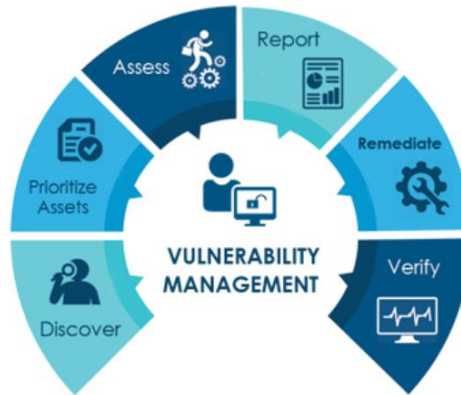 Discover
Prioritize
Assets
Assess
Report
Remediate
Verify
VULNERABILITY
MANAGEMENT